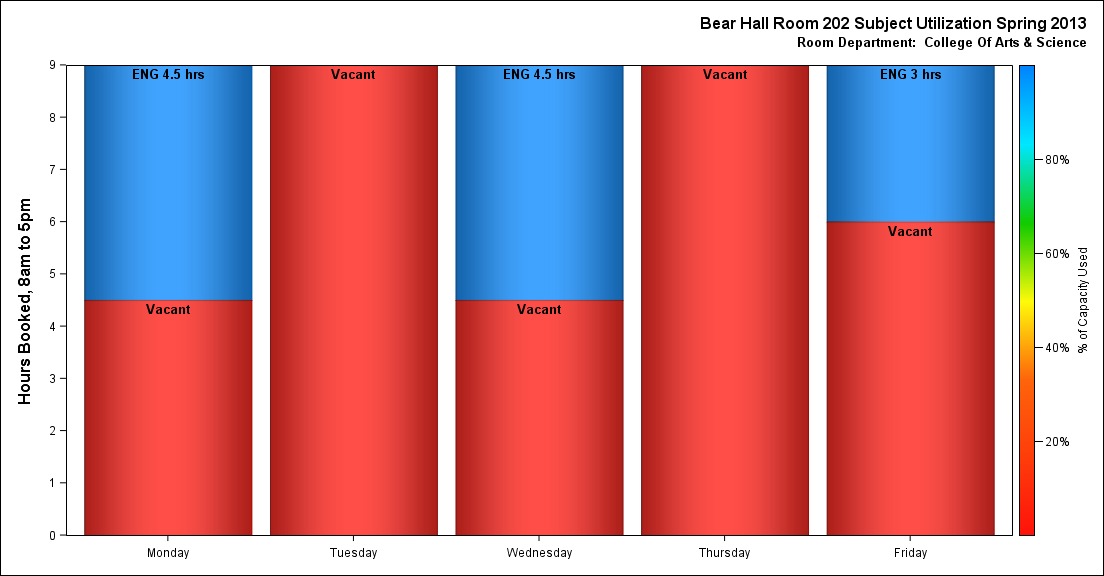 Bear Hall Room 202 Subject Utilization Spring 2013
Room Department:  College Of Arts & Science
Hours Booked, 8am to 5pm
9
8
7
6
5
4
3
2
1
0
ENG 4.5 hrs
Vacant
Vacant
ENG 4.5 hrs
Vacant
Vacant
ENG 3 hrs
Vacant
Monday
Tuesday
Wednesday
Thursday
Friday
80%
60%
40%
20%
% of Capacity Used